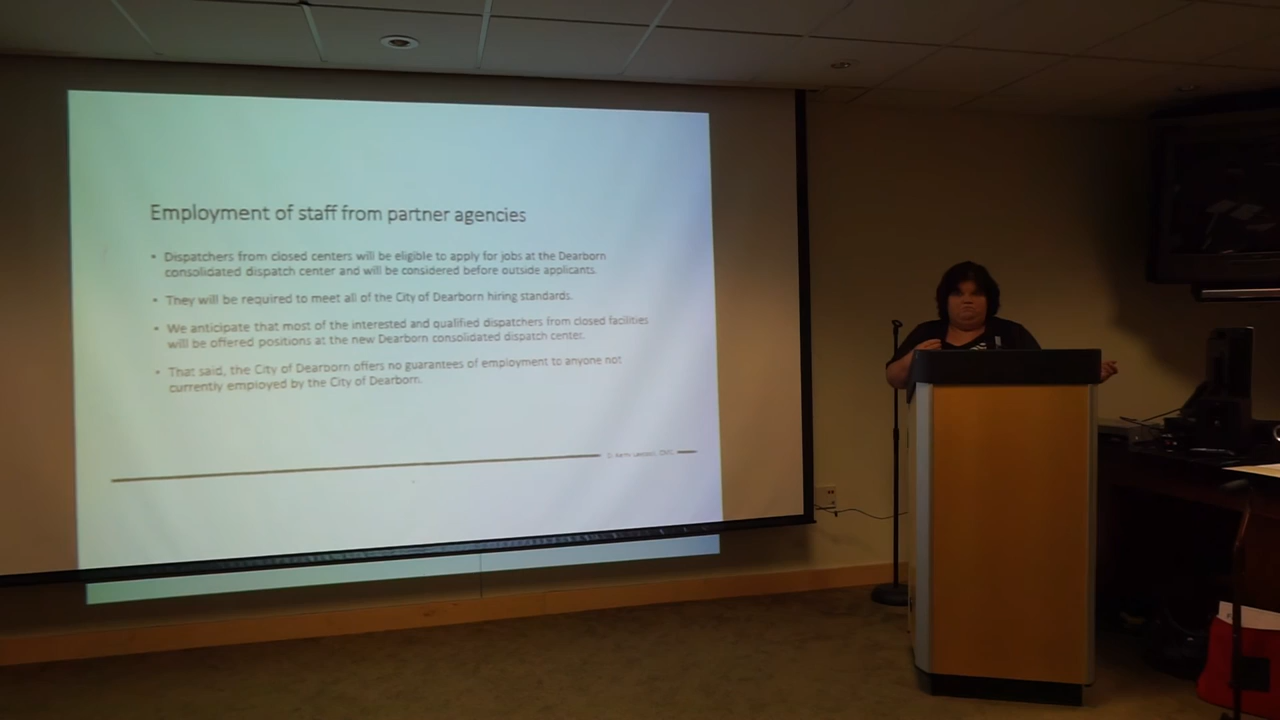 Employment of staff from partner agencies
• Dispatchers from closed centers will be eligible to apply for jobs at the Dearborn
consolidated dispatch center and will be considered before outside applicants.
• They will be required to meet all of the City of Dearborn hiring standards.
• We anticipate that most of the interested and qualified dispatchers from closed facilities
will be offered positions at the new Dearborn consolidated dispatch center.
• That said, the City of Dearborn offers no guarantees of employment to anyone not
currently employed by the City of Dearborn.